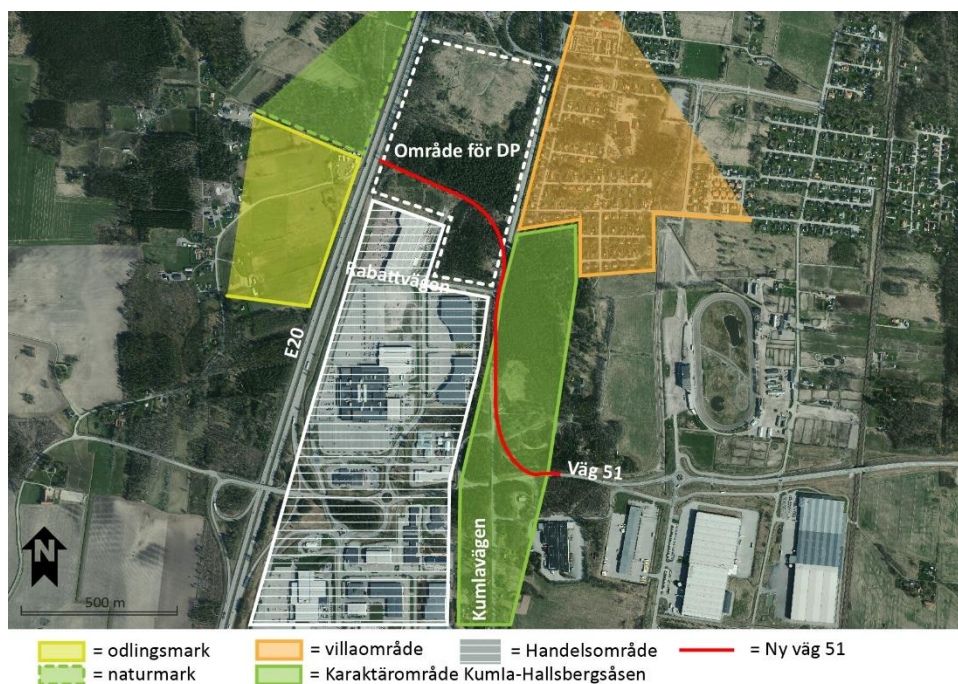 Område för DP
Rabattvägen
E20
Väg 51
Kumlavägen
N
500 m
= odlingsmark
= villaområde
= Handelsområde
= Ny väg 51
= naturmark
= Karaktärområde Kumla-Hallsbergsåsen